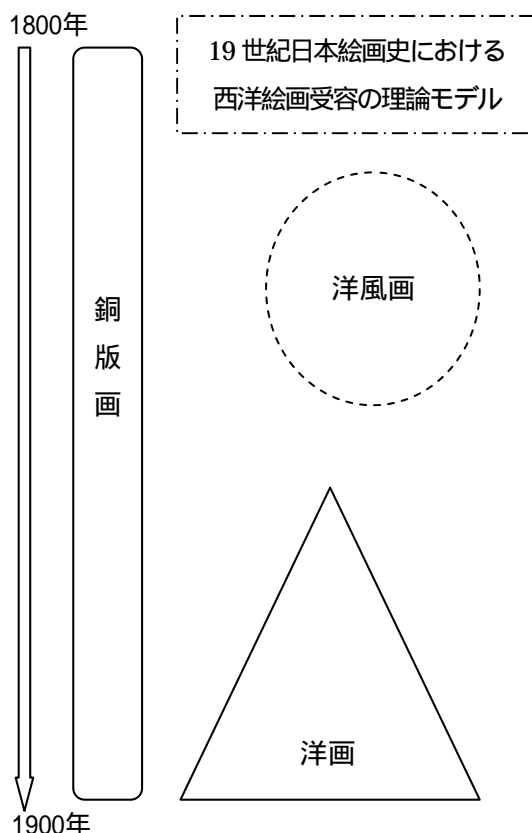 1800年
19 世紀日本絵画史における
西洋絵画受容の理論モデル
洋風画
銅版画
洋画
1900年